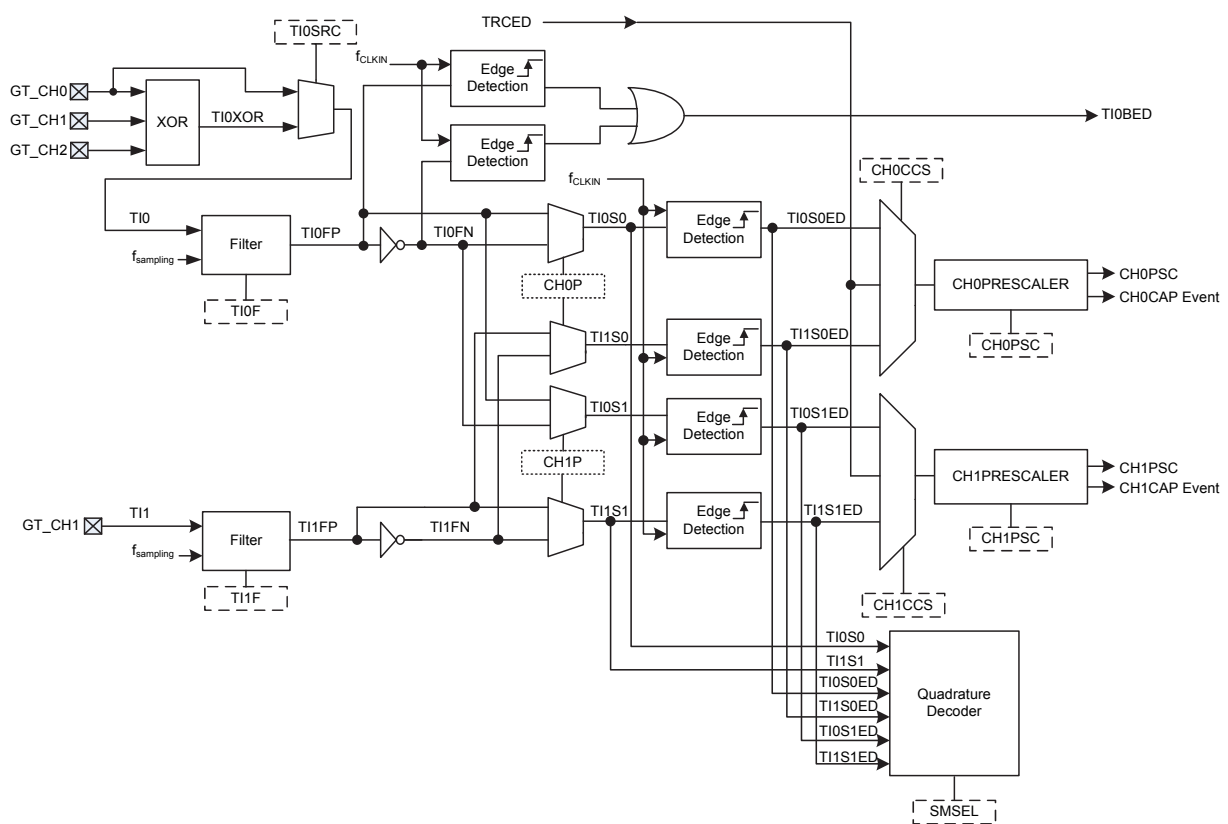 TRCED
TI0SRC
fCLKIN
Edge
Detection
GT_CH0
GT_CH1
GT_CH2
XOR
TI0XOR
TI0BED
Edge
Detection
fCLKIN
CH0CCS
TI0
Filter
fsampling
TI0F
TI0FP
TI0FN
TI0S0
Edge
Detection
TI0S0ED
CH0P
CH0PRESCALER
CH0PSC
CH0CAP Event
CH0PSC
TI1S0
Edge
Detection
TI1S0ED
TI0S1
Edge
Detection
TI0S1ED
CH1P
CH1PRESCALER
CH1PSC
CH1CAP Event
CH1PSC
GT_CH1
TI1
Filter
fsampling
TI1F
TI1FP
TI1FN
TI1S1
Edge
Detection
TI1S1ED
CH1CCS
TI0S0
TI1S1
TI0S0ED
TI1S0ED
TI0S1ED
TI1S1ED
Quadrature
Decoder
SMSEL